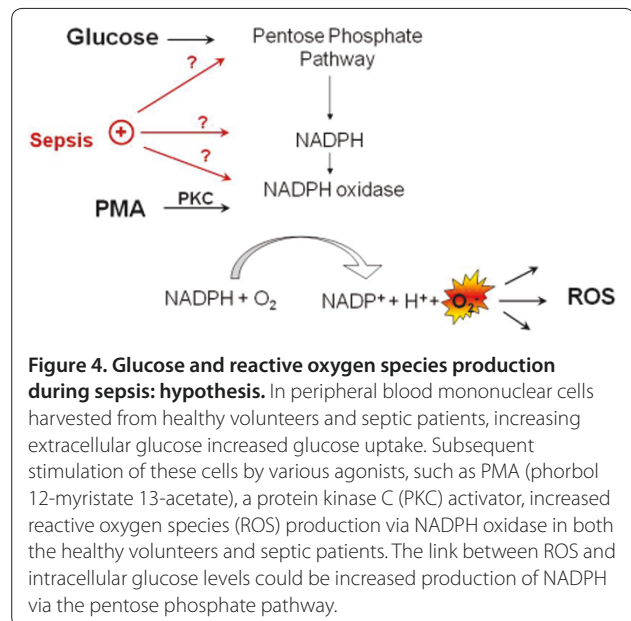 Glucose
Pentose Phosphate
Pathway
?
Sepsis
+
?
NADPH
?
NADPH oxidase
PMA
PKC
NADPH + O₂
NADP⁺ + H⁺ + O₂⁻
ROS
Figure 4. Glucose and reactive oxygen species production
during sepsis: hypothesis. In peripheral blood mononuclear cells
harvested from healthy volunteers and septic patients, increasing
extracellular glucose increased glucose uptake. Subsequent
stimulation of these cells by various agonists, such as PMA (phorbol
12-myristate 13-acetate), a protein kinase C (PKC) activator, increased
reactive oxygen species (ROS) production via NADPH oxidase in both
the healthy volunteers and septic patients. The link between ROS and
intracellular glucose levels could be increased production of NADPH
via the pentose phosphate pathway.